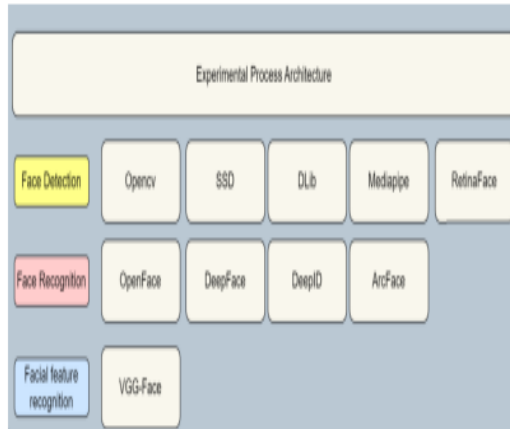 Experimental Process Architecture
Face Detection
Opencv
SSD
DLib
Mediapipe
RetinaFace
Face Recognition
OpenFace
DeepFace
DeepID
ArcFace
Facial feature
recognition
VGG-Face